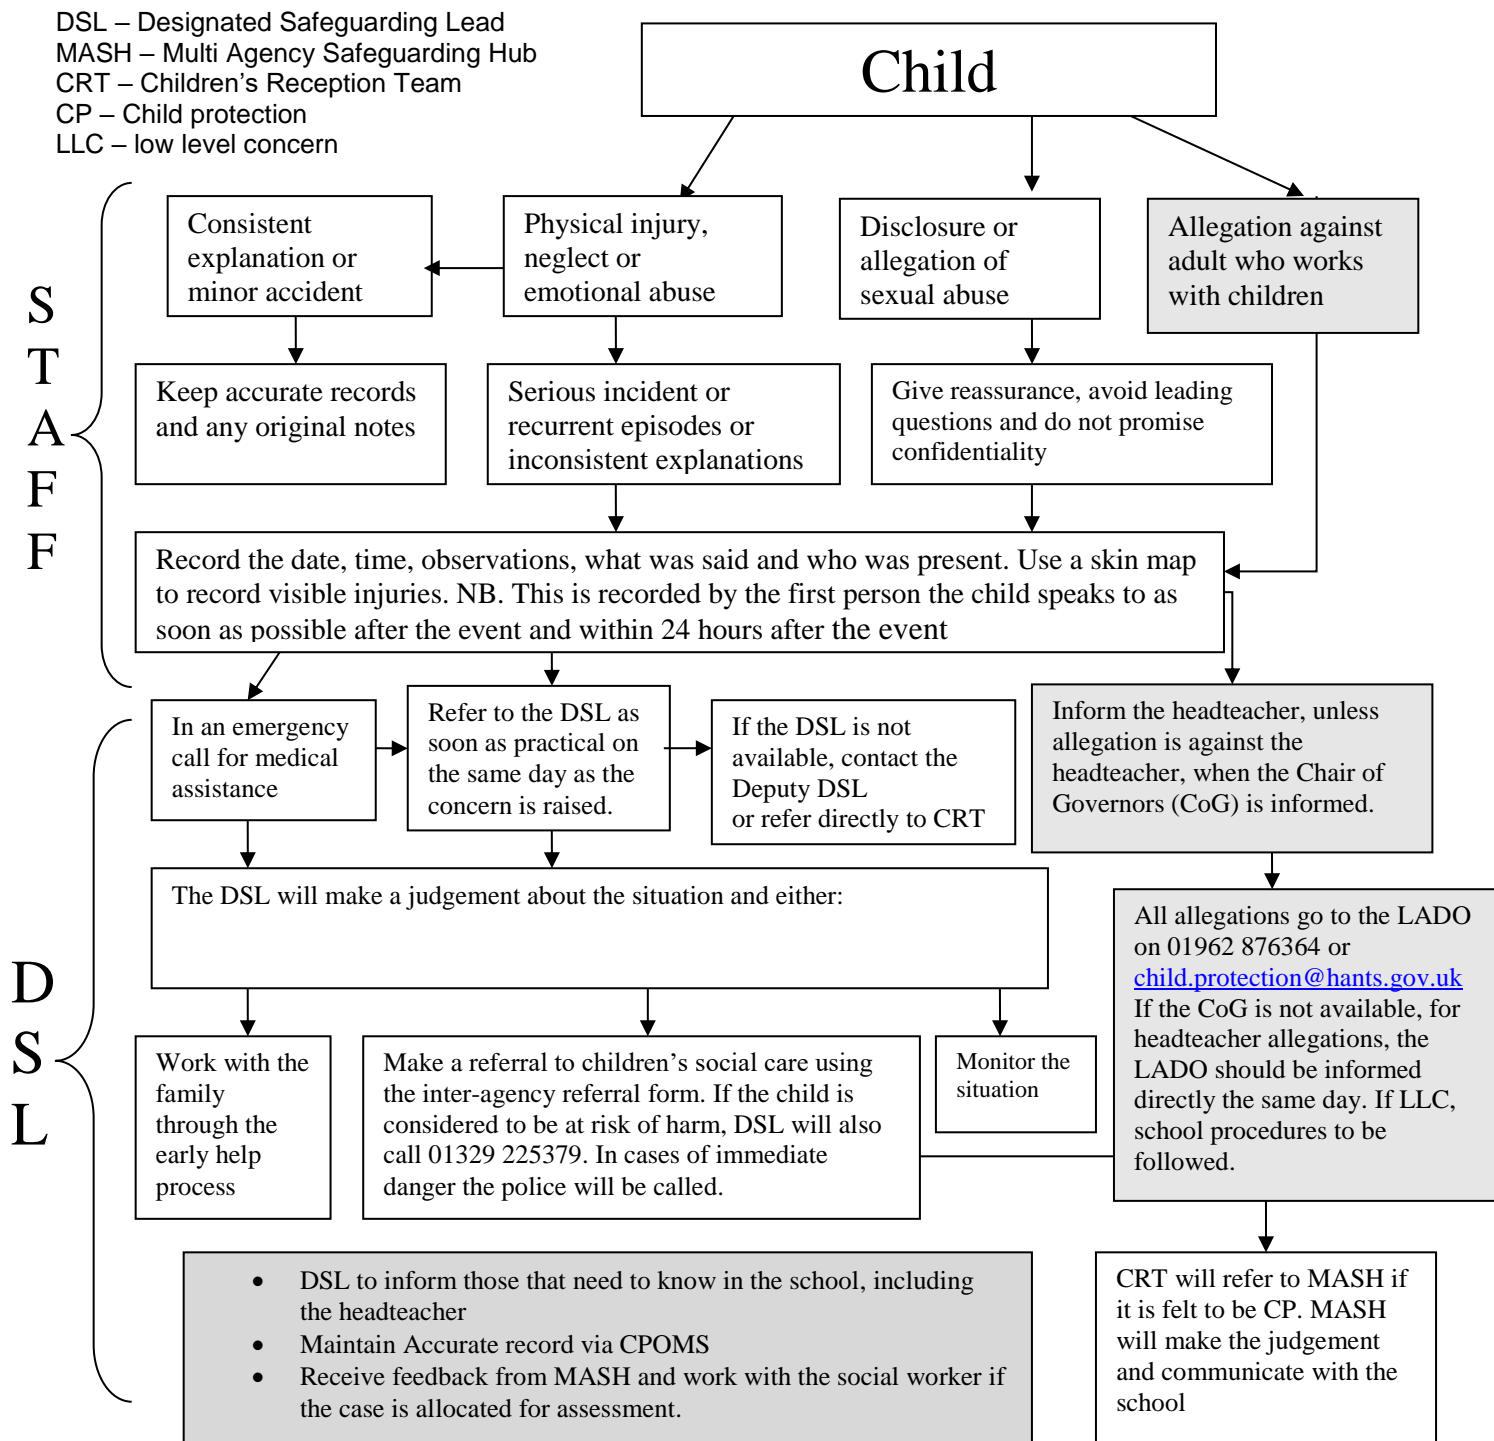 DSL – Designated Safeguarding Lead
MASH – Multi Agency Safeguarding Hub
CRT – Children's Reception Team
CP – Child protection
LLC – low level concern
Child
S
T
A
F
F
Consistent
explanation or
minor accident
Physical injury,
neglect or
emotional abuse
Disclosure or
allegation of
sexual abuse
Allegation against
adult who works
with children
Keep accurate records
and any original notes
Serious incident or
recurrent episodes or
inconsistent explanations
Give reassurance, avoid leading
questions and do not promise
confidentiality
Record the date, time, observations, what was said and who was present. Use a skin map
to record visible injuries. NB. This is recorded by the first person the child speaks to as
soon as possible after the event and within 24 hours after the event
D
S
L
In an emergency
call for medical
assistance
Refer to the DSL as
soon as practical on
the same day as the
concern is raised.
If the DSL is not
available, contact the
Deputy DSL
or refer directly to CRT
Inform the headteacher, unless
allegation is against the
headteacher, when the Chair of
Governors (CoG) is informed.
The DSL will make a judgement about the situation and either:
All allegations go to the LADO
on 01962 876364 or
child.protection@hants.gov.uk
If the CoG is not available, for
headteacher allegations, the
LADO should be informed
directly the same day. If LLC,
school procedures to be
followed.
Work with the
family
through the
early help
process
Make a referral to children's social care using
the inter-agency referral form. If the child is
considered to be at risk of harm, DSL will also
call 01329 225379. In cases of immediate
danger the police will be called.
Monitor the
situation
• DSL to inform those that need to know in the school, including
the headteacher
• Maintain Accurate record via CPOMS
• Receive feedback from MASH and work with the social worker if
the case is allocated for assessment.
CRT will refer to MASH if
it is felt to be CP. MASH
will make the judgement
and communicate with the
school